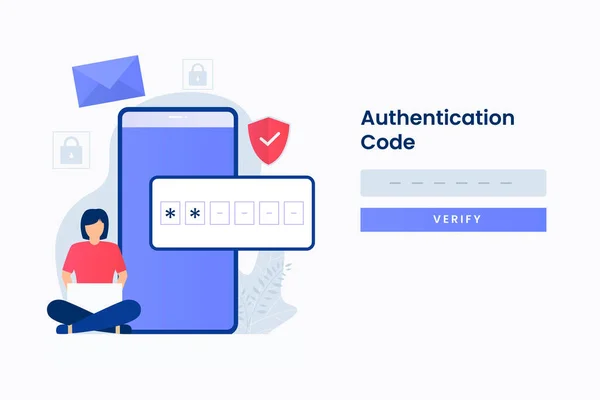 * * - - - -
Authentication
Code
— — — — — —
VERIFY